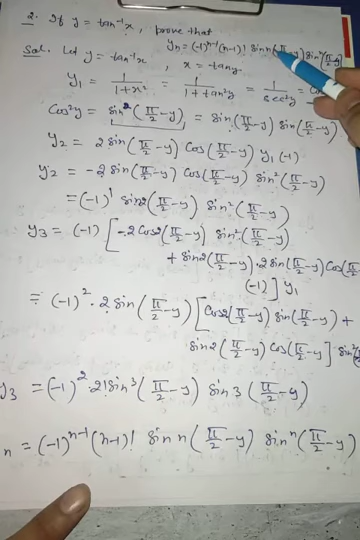 2. If y = tan⁻¹x, prove that
yₙ = (-1)ⁿ⁻¹(n-1)! sin n(π/2 - y) sinⁿ(π/2 - y)
Solⁿ. Let y = tan⁻¹x, x = tan y
y₁ = 1/(1+x²) = 1/(1+tan²y) = 1/sec²y =
Cos²y = sin²(π/2 - y) = sin(π/2 - y) sin(π/2 - y)
y₂ = 2 sin(π/2 - y) Cos(π/2 - y) y₁ (-1)
y₂ = -2 sin(π/2 - y) Cos(π/2 - y) sin²(π/2 - y)
= (-1)¹ sin2(π/2 - y) sin²(π/2 - y)
y₃ = (-1) [-2 Cos2(π/2 - y) sin²(π/2 - y)
+ sin2(π/2 - y)·2 sin(π/2 - y) Cos(π/2
(-1)] y₁
= (-1)²·2 sin(π/2 - y) [Cos2(π/2 - y) sin(π/2 - y) +
sin2(π/2 - y) Cos(π/2 - y)]
y₃ = (-1)²·2! sin³(π/2 - y) sin3(π/2 - y)
n = (-1)ⁿ⁻¹(n-1)! sin n(π/2 - y) sinⁿ(π/2 - y)